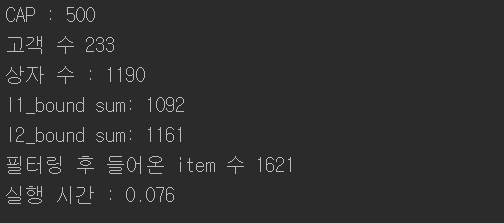 CAP : 500
고객 수 233
상자 수 : 1190
l1_bound sum: 1092
l2_bound sum: 1161
필터링 후 들어온 item 수 1621
실행 시간 : 0.076